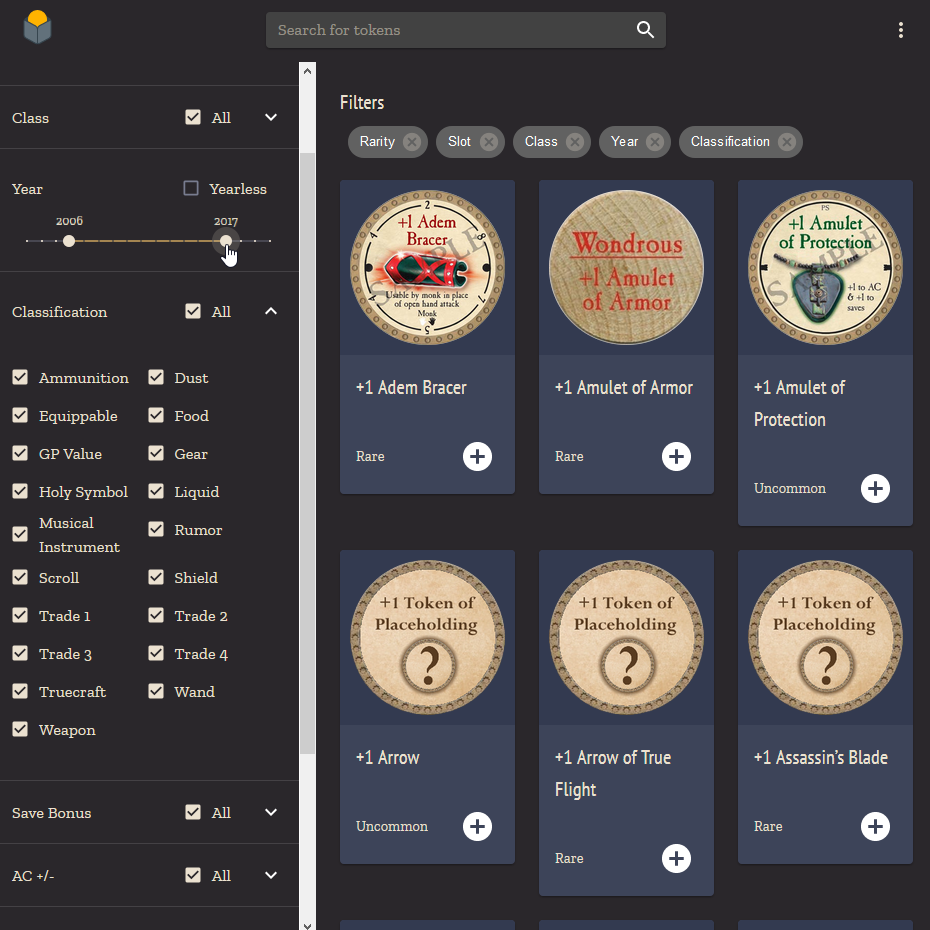 Search for tokens
Class
All
Year
Yearless
2006
2017
Classification
All
Ammunition
Dust
Equippable
Food
GP Value
Gear
Holy Symbol
Liquid
Musical
Instrument
Rumor
Scroll
Shield
Trade 1
Trade 2
Trade 3
Trade 4
Truecraft
Wand
Weapon
Save Bonus
All
AC +/-
All
Filters
Rarity
Slot
Class
Year
Classification
2
+1 Adem
Bracer
SAMPLE
Usable by monk in place
of open hand attack
Monk
+1 Adem Bracer
Rare
Wondrous
+1 Amulet
of Armor
+1 Amulet of Armor
Rare
PS
+1 Amulet
of Protection
SAMPLE
+1 to AC
& +1 to
saves
+1 Amulet of
Protection
Uncommon
+1 Token of
Placeholding
?
+1 Arrow
Uncommon
+1 Token of
Placeholding
?
+1 Arrow of True
Flight
Rare
+1 Token of
Placeholding
?
+1 Assassin's Blade
Rare